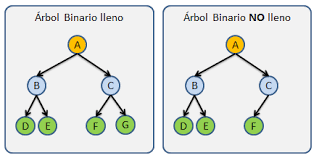 Árbol Binario lleno
A
B C
D E F G
Árbol Binario NO lleno
A
B C
D E F